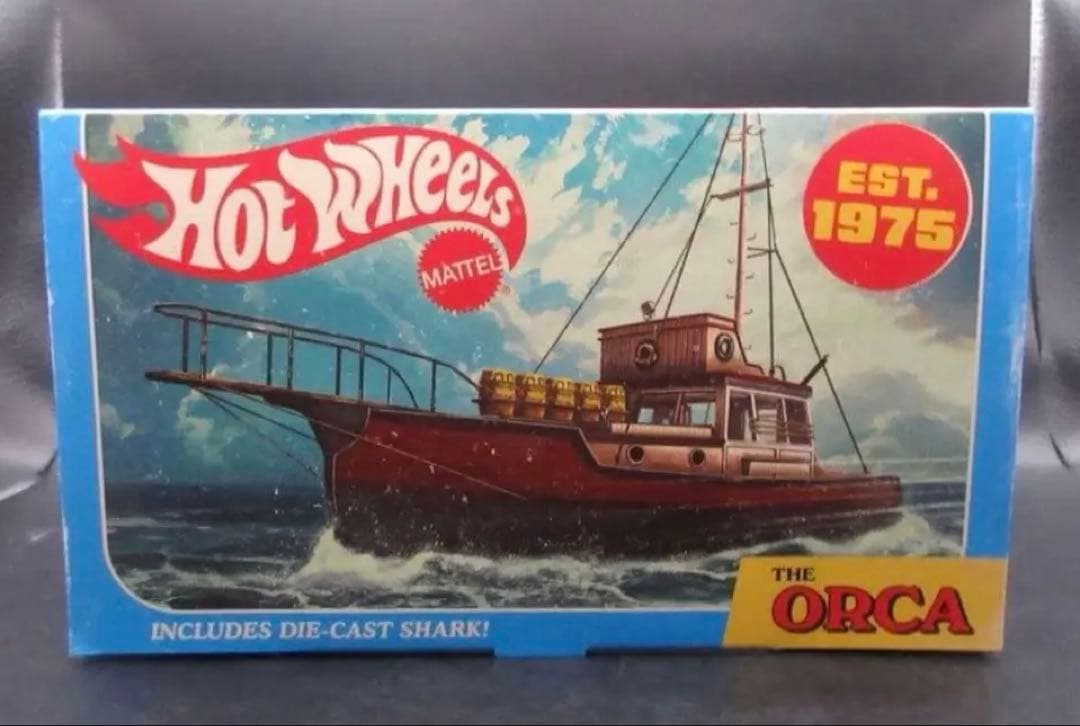 Hot Wheels
MATTEL
EST.
1975
THE
ORCA
INCLUDES DIE-CAST SHARK!